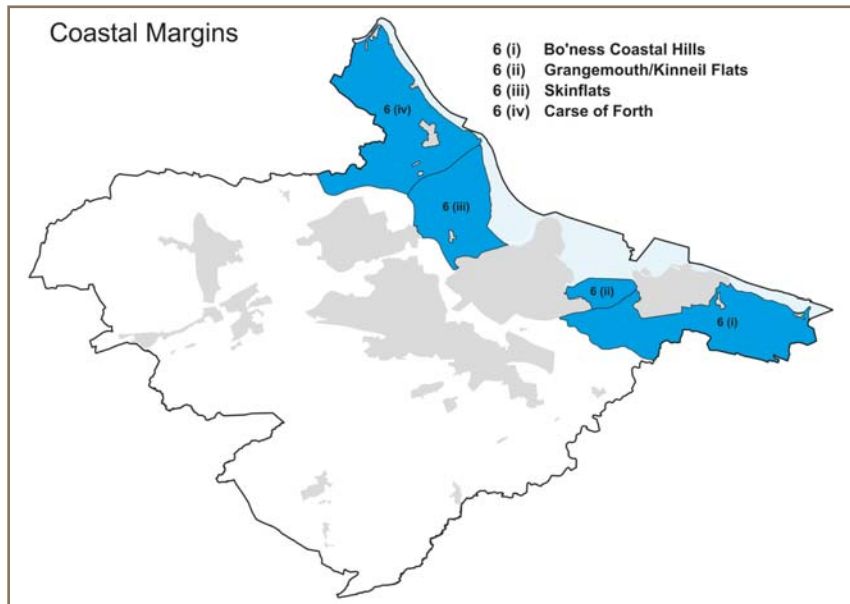 Coastal Margins
6 (i) Bo'ness Coastal Hills
6 (ii) Grangemouth/Kinneil Flats
6 (iii) Skinflats
6 (iv) Carse of Forth
6 (iv)
6 (iii)
6 (ii)
6 (i)